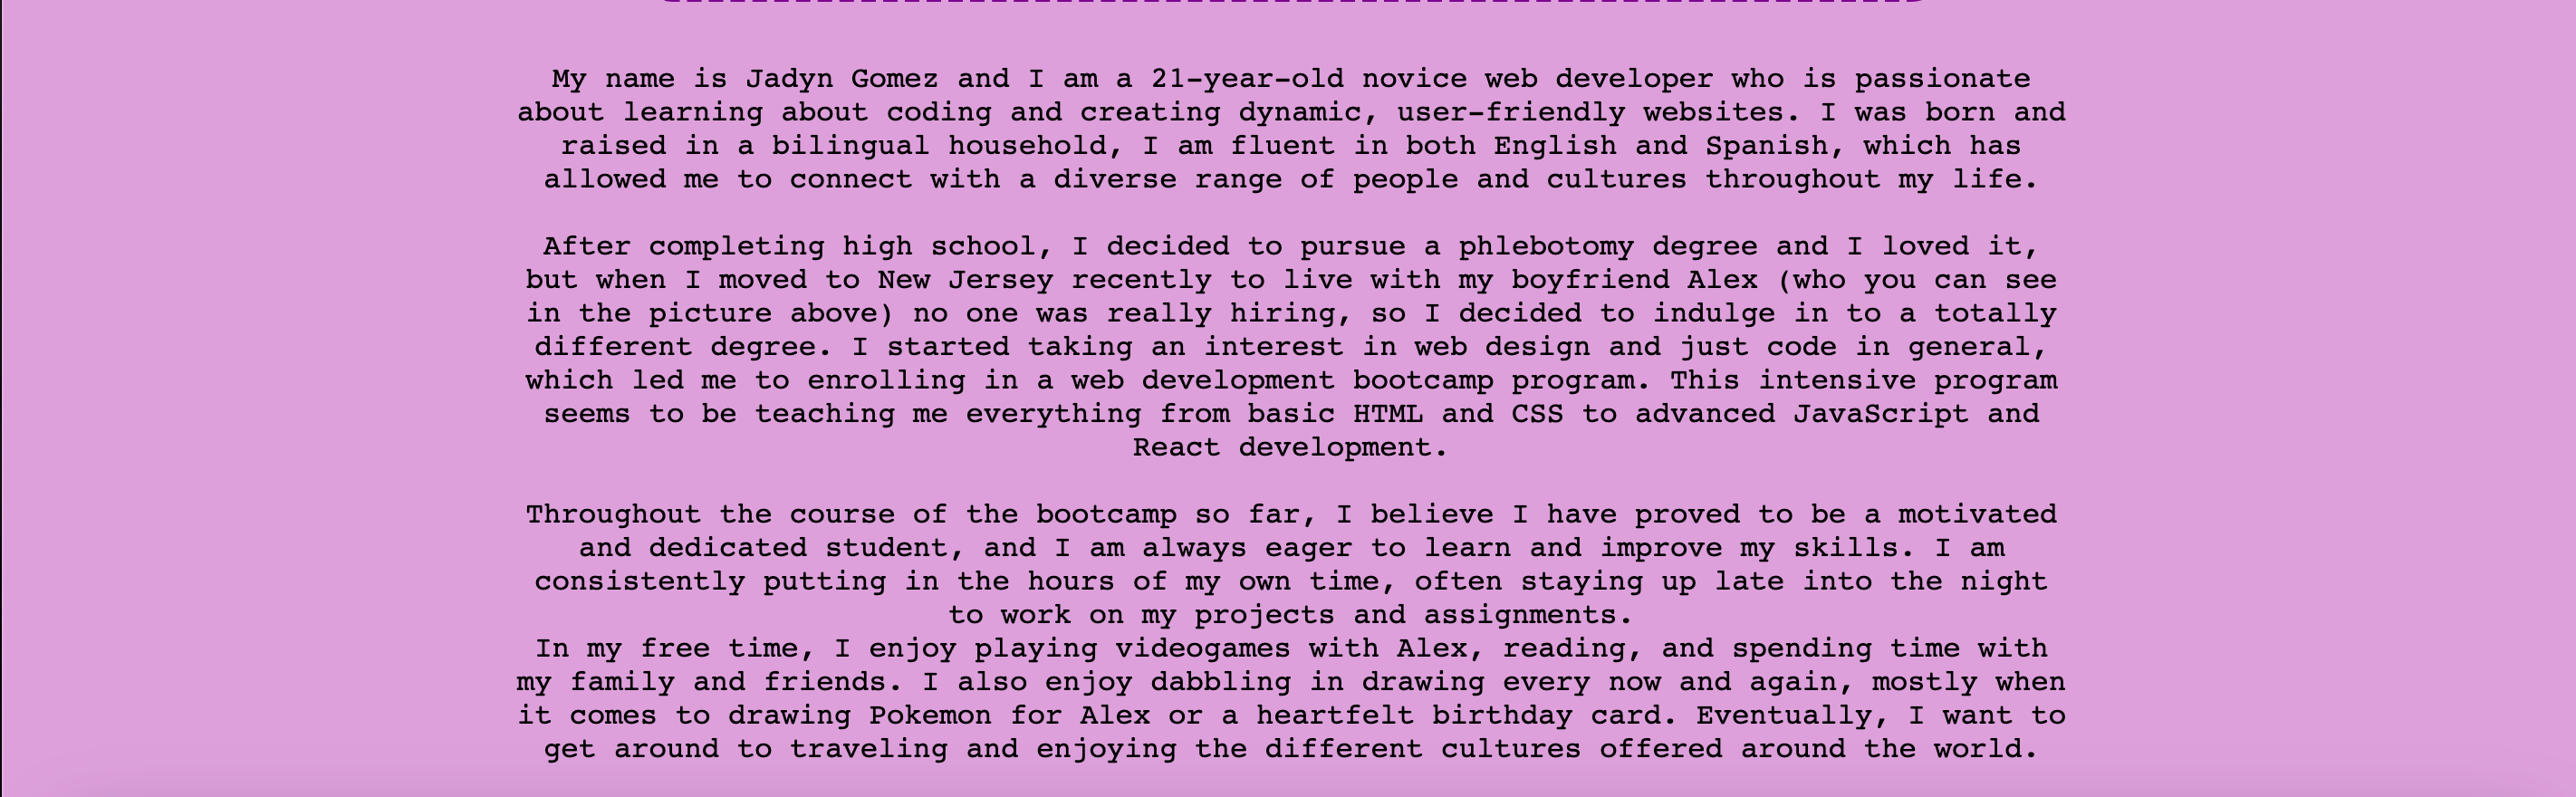 My name is Jadyn Gomez and I am a 21-year-old novice web developer who is passionate
about learning about coding and creating dynamic, user-friendly websites. I was born and
raised in a bilingual household, I am fluent in both English and Spanish, which has
allowed me to connect with a diverse range of people and cultures throughout my life.
After completing high school, I decided to pursue a phlebotomy degree and I loved it,
but when I moved to New Jersey recently to live with my boyfriend Alex (who you can see
in the picture above) no one was really hiring, so I decided to indulge in to a totally
different degree. I started taking an interest in web design and just code in general,
which led me to enrolling in a web development bootcamp program. This intensive program
seems to be teaching me everything from basic HTML and CSS to advanced JavaScript and
React development.
Throughout the course of the bootcamp so far, I believe I have proved to be a motivated
and dedicated student, and I am always eager to learn and improve my skills. I am
consistently putting in the hours of my own time, often staying up late into the night
to work on my projects and assignments.
In my free time, I enjoy playing videogames with Alex, reading, and spending time with
my family and friends. I also enjoy dabbling in drawing every now and again, mostly when
it comes to drawing Pokemon for Alex or a heartfelt birthday card. Eventually, I want to
get around to traveling and enjoying the different cultures offered around the world.